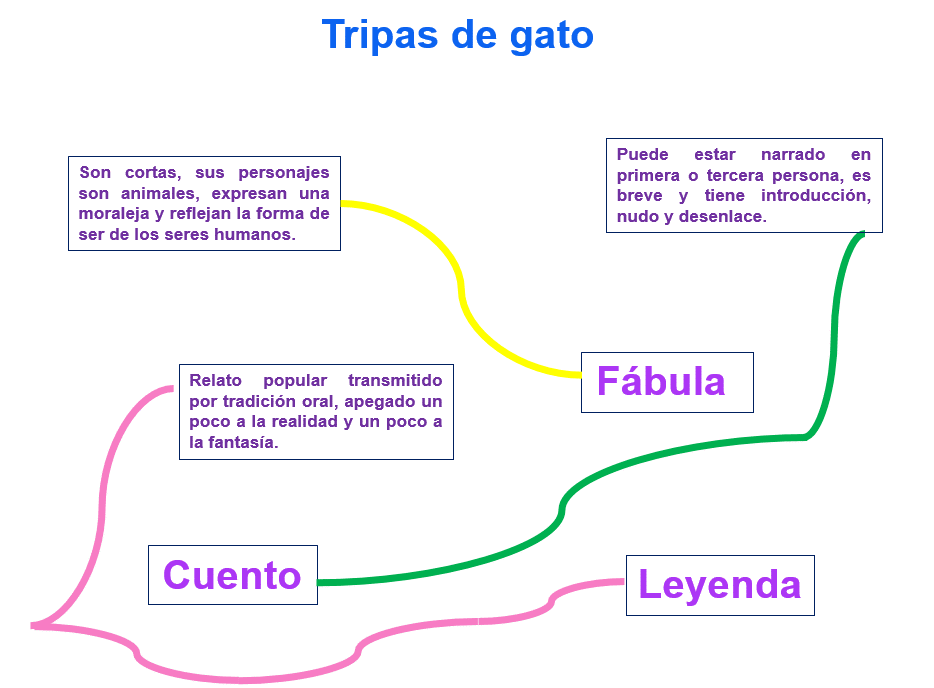 Tripas de gato
Son cortas, sus personajes
son animales, expresan una
moraleja y reflejan la forma de
ser de los seres humanos.
Puede estar narrado en
primera o tercera persona, es
breve y tiene introducción,
nudo y desenlace.
Fábula
Relato popular transmitido
por tradición oral, apegado un
poco a la realidad y un poco a
la fantasía.
Cuento
Leyenda